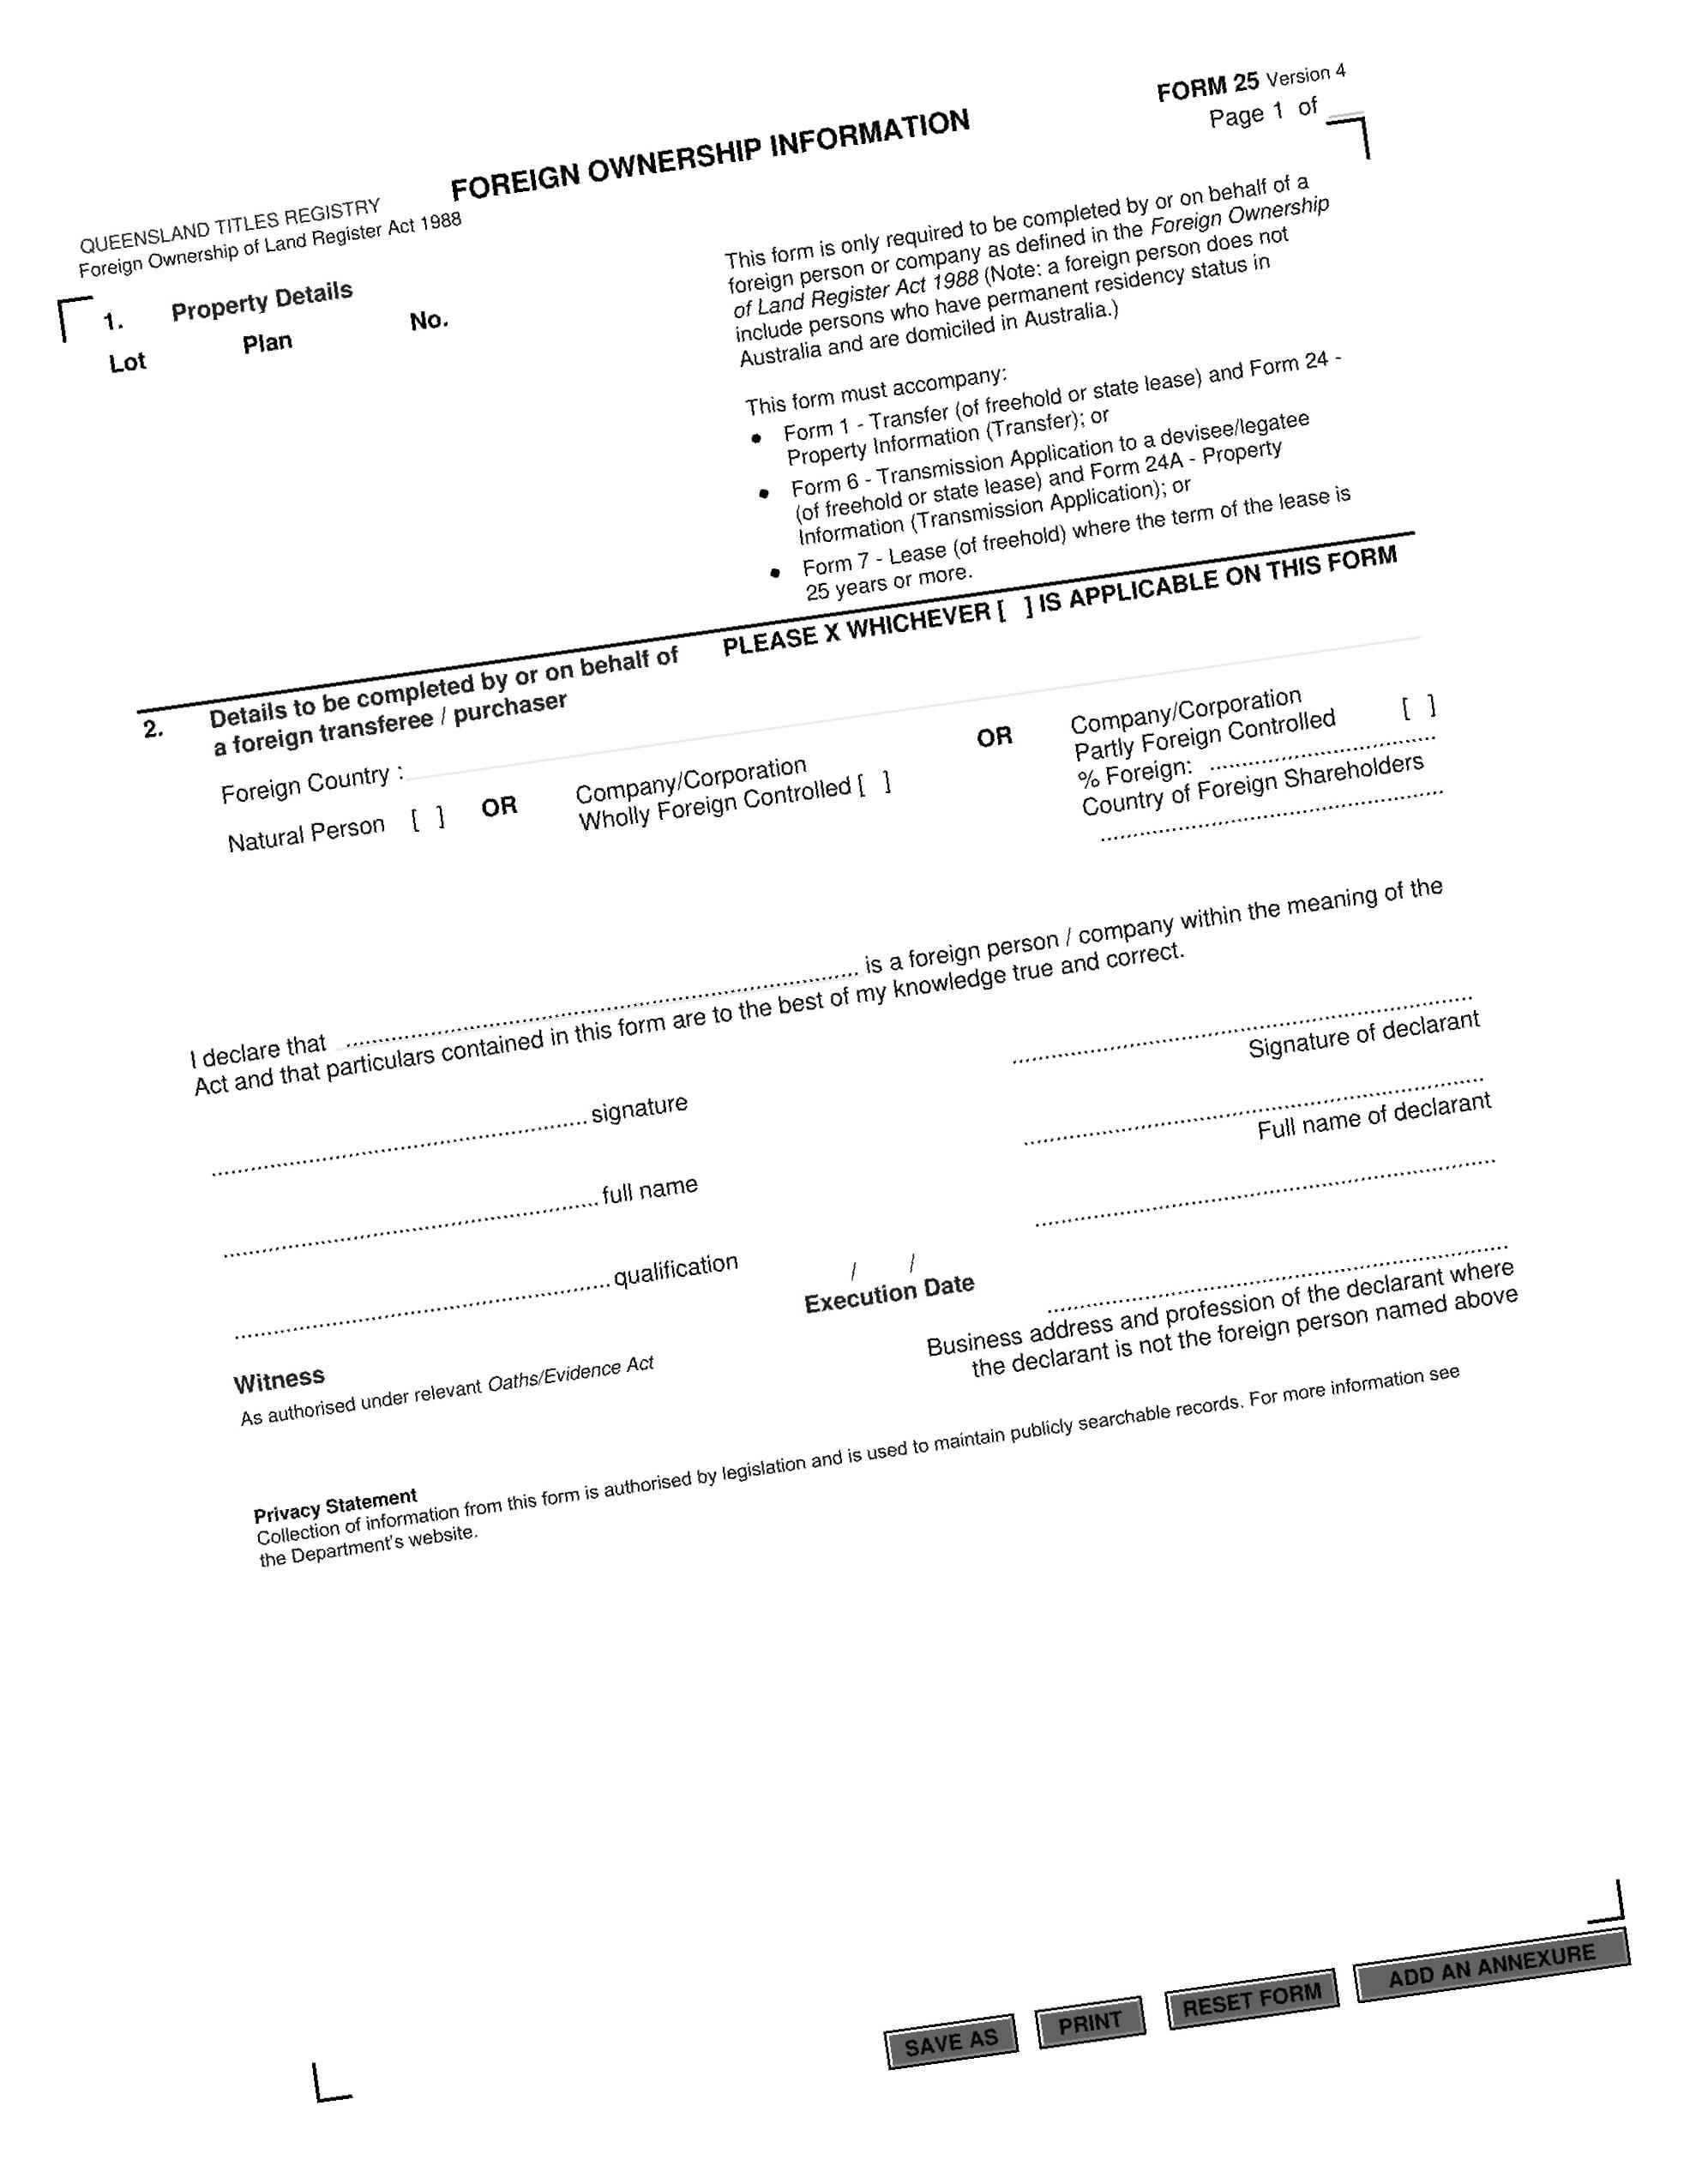 FORM 25 Version 4
Page 1 of
FOREIGN OWNERSHIP INFORMATION
QUEENSLAND TITLES REGISTRY
Foreign Ownership of Land Register Act 1988
1. Property Details
Lot Plan No.
This form is only required to be completed by or on behalf of a
foreign person or company as defined in the Foreign Ownership
of Land Register Act 1988 (Note: a foreign person does not
include persons who have permanent residency status in
Australia and are domiciled in Australia.)
This form must accompany:
• Form 1 - Transfer (of freehold or state lease) and Form 24 -
Property Information (Transfer); or
• Form 6 - Transmission Application to a devisee/legatee
(of freehold or state lease) and Form 24A - Property
Information (Transmission Application); or
• Form 7 - Lease (of freehold) where the term of the lease is
25 years or more.
PLEASE X WHICHEVER [ ] IS APPLICABLE ON THIS FORM
2. Details to be completed by or on behalf of
a foreign transferee / purchaser
Foreign Country :
Natural Person [ ] OR
Company/Corporation
Wholly Foreign Controlled [ ]
OR
Company/Corporation
Partly Foreign Controlled [ ]
% Foreign: ........................................
Country of Foreign Shareholders
........................................
I declare that ........................................ is a foreign person / company within the meaning of the
Act and that particulars contained in this form are to the best of my knowledge true and correct.
........................................ signature
........................................
Signature of declarant
........................................ full name
........................................
Full name of declarant
........................................ qualification
........................................
/ /
Execution Date
........................................
Business address and profession of the declarant where
the declarant is not the foreign person named above
Witness
As authorised under relevant Oaths/Evidence Act
Privacy Statement
Collection of information from this form is authorised by legislation and is used to maintain publicly searchable records. For more information see
the Department's website.
SAVE AS PRINT RESET FORM ADD AN ANNEXURE